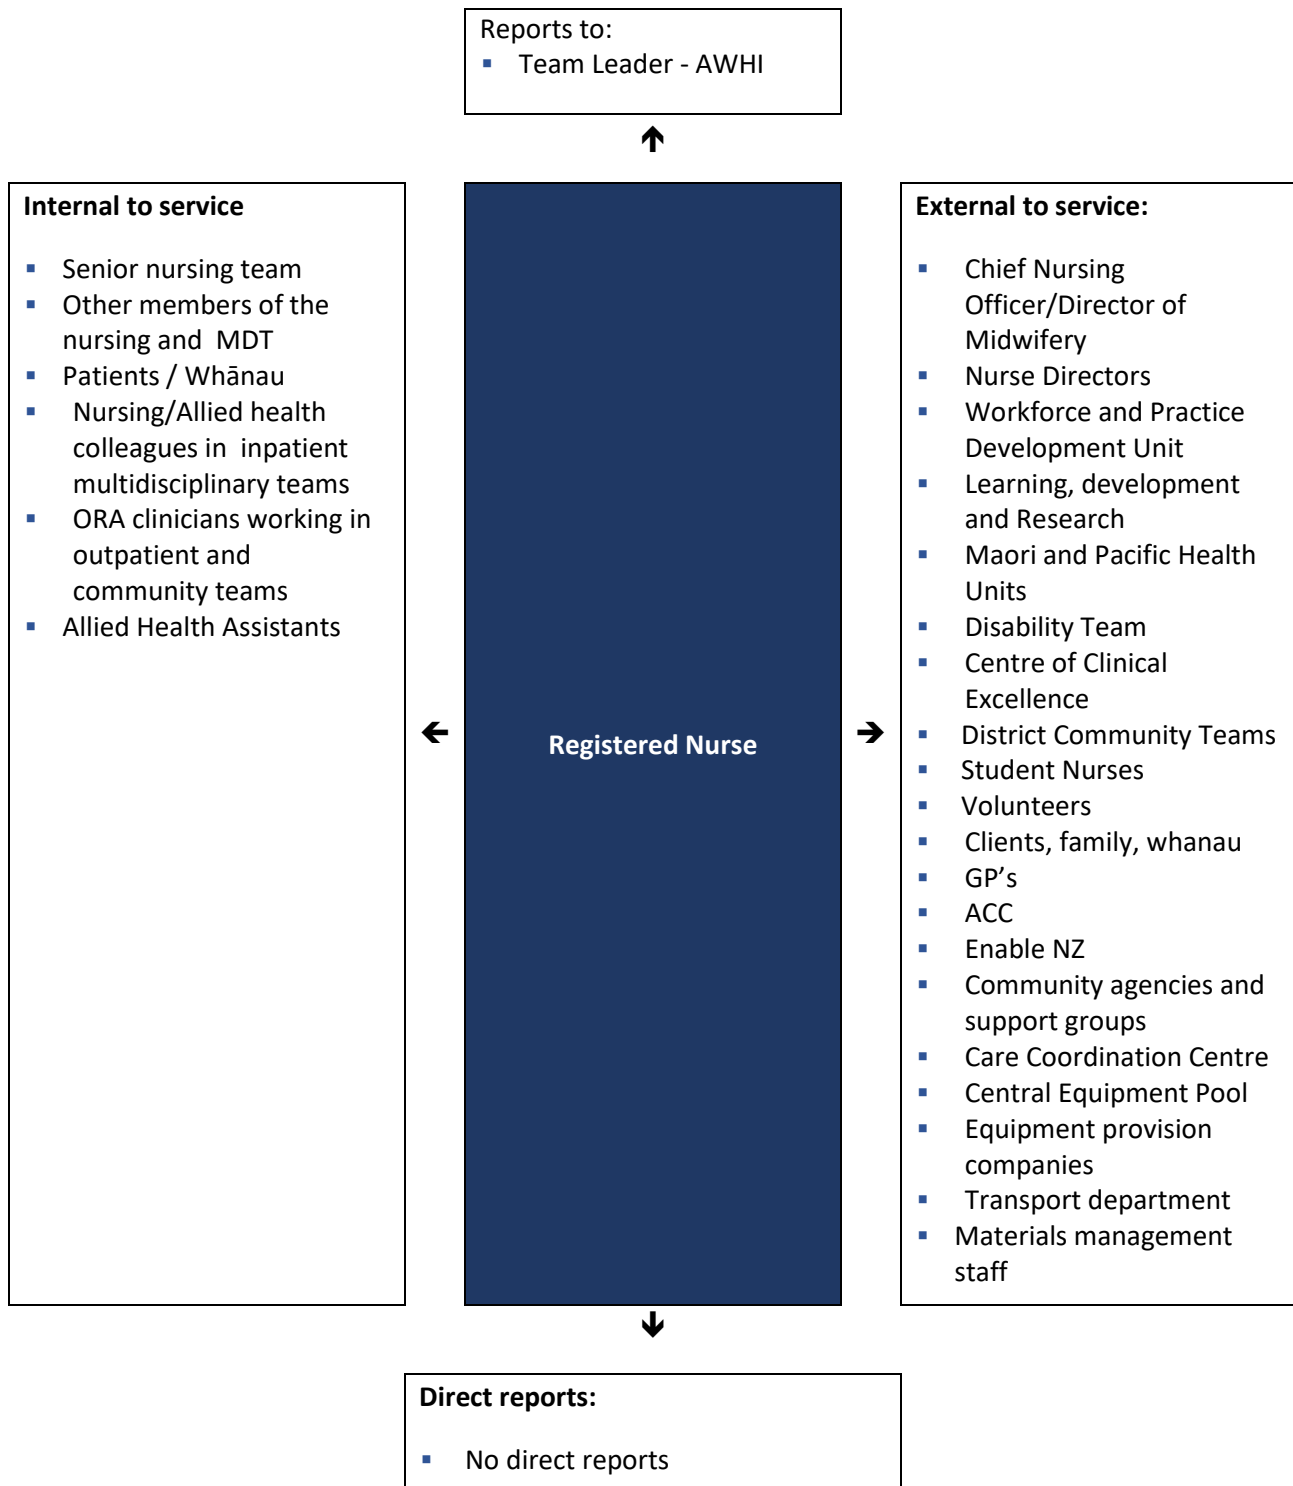 Reports to:
▪ Team Leader - AWHI
🡩
Internal to service
▪ Senior nursing team
▪ Other members of the
nursing and MDT
▪ Patients / Whānau
▪ Nursing/Allied health
colleagues in inpatient
multidisciplinary teams
▪ ORA clinicians working in
outpatient and
community teams
▪ Allied Health Assistants
🡨
Registered Nurse
🡪
External to service:
▪ Chief Nursing
Officer/Director of
Midwifery
▪ Nurse Directors
▪ Workforce and Practice
Development Unit
▪ Learning, development
and Research
▪ Maori and Pacific Health
Units
▪ Disability Team
▪ Centre of Clinical
Excellence
▪ District Community Teams
▪ Student Nurses
▪ Volunteers
▪ Clients, family, whanau
▪ GP’s
▪ ACC
▪ Enable NZ
▪ Community agencies and
support groups
▪ Care Coordination Centre
▪ Central Equipment Pool
▪ Equipment provision
companies
▪ Transport department
▪ Materials management
staff
🡫
Direct reports:
▪ No direct reports